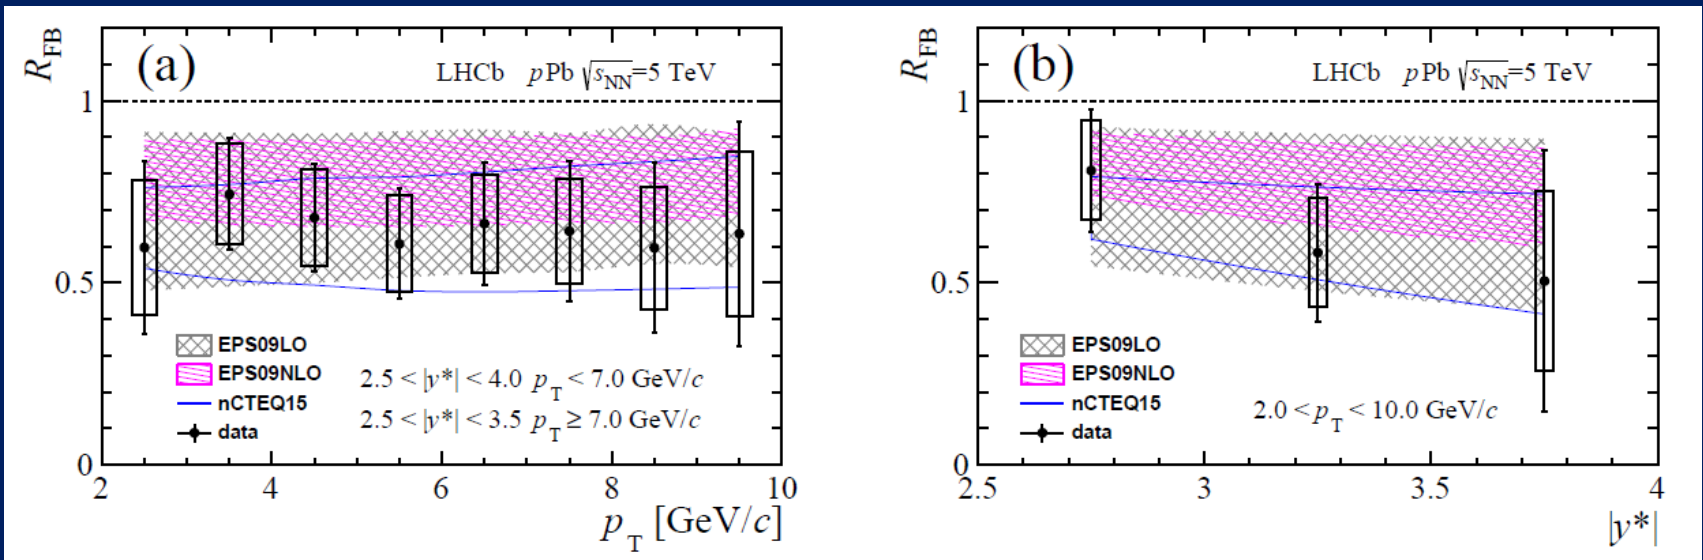 R_FB
(a)
LHCb pPb √s_NN=5 TeV
1
0.5
0
EPS09LO
EPS09NLO
nCTEQ15
data
2.5 < |y*| < 4.0 p_T < 7.0 GeV/c
2.5 < |y*| < 3.5 p_T ≥ 7.0 GeV/c
2 4 6 8 10
p_T [GeV/c]
R_FB
(b)
LHCb pPb √s_NN=5 TeV
1
0.5
0
EPS09LO
EPS09NLO
nCTEQ15
data
2.0 < p_T < 10.0 GeV/c
2.5 3 3.5 4
|y*|